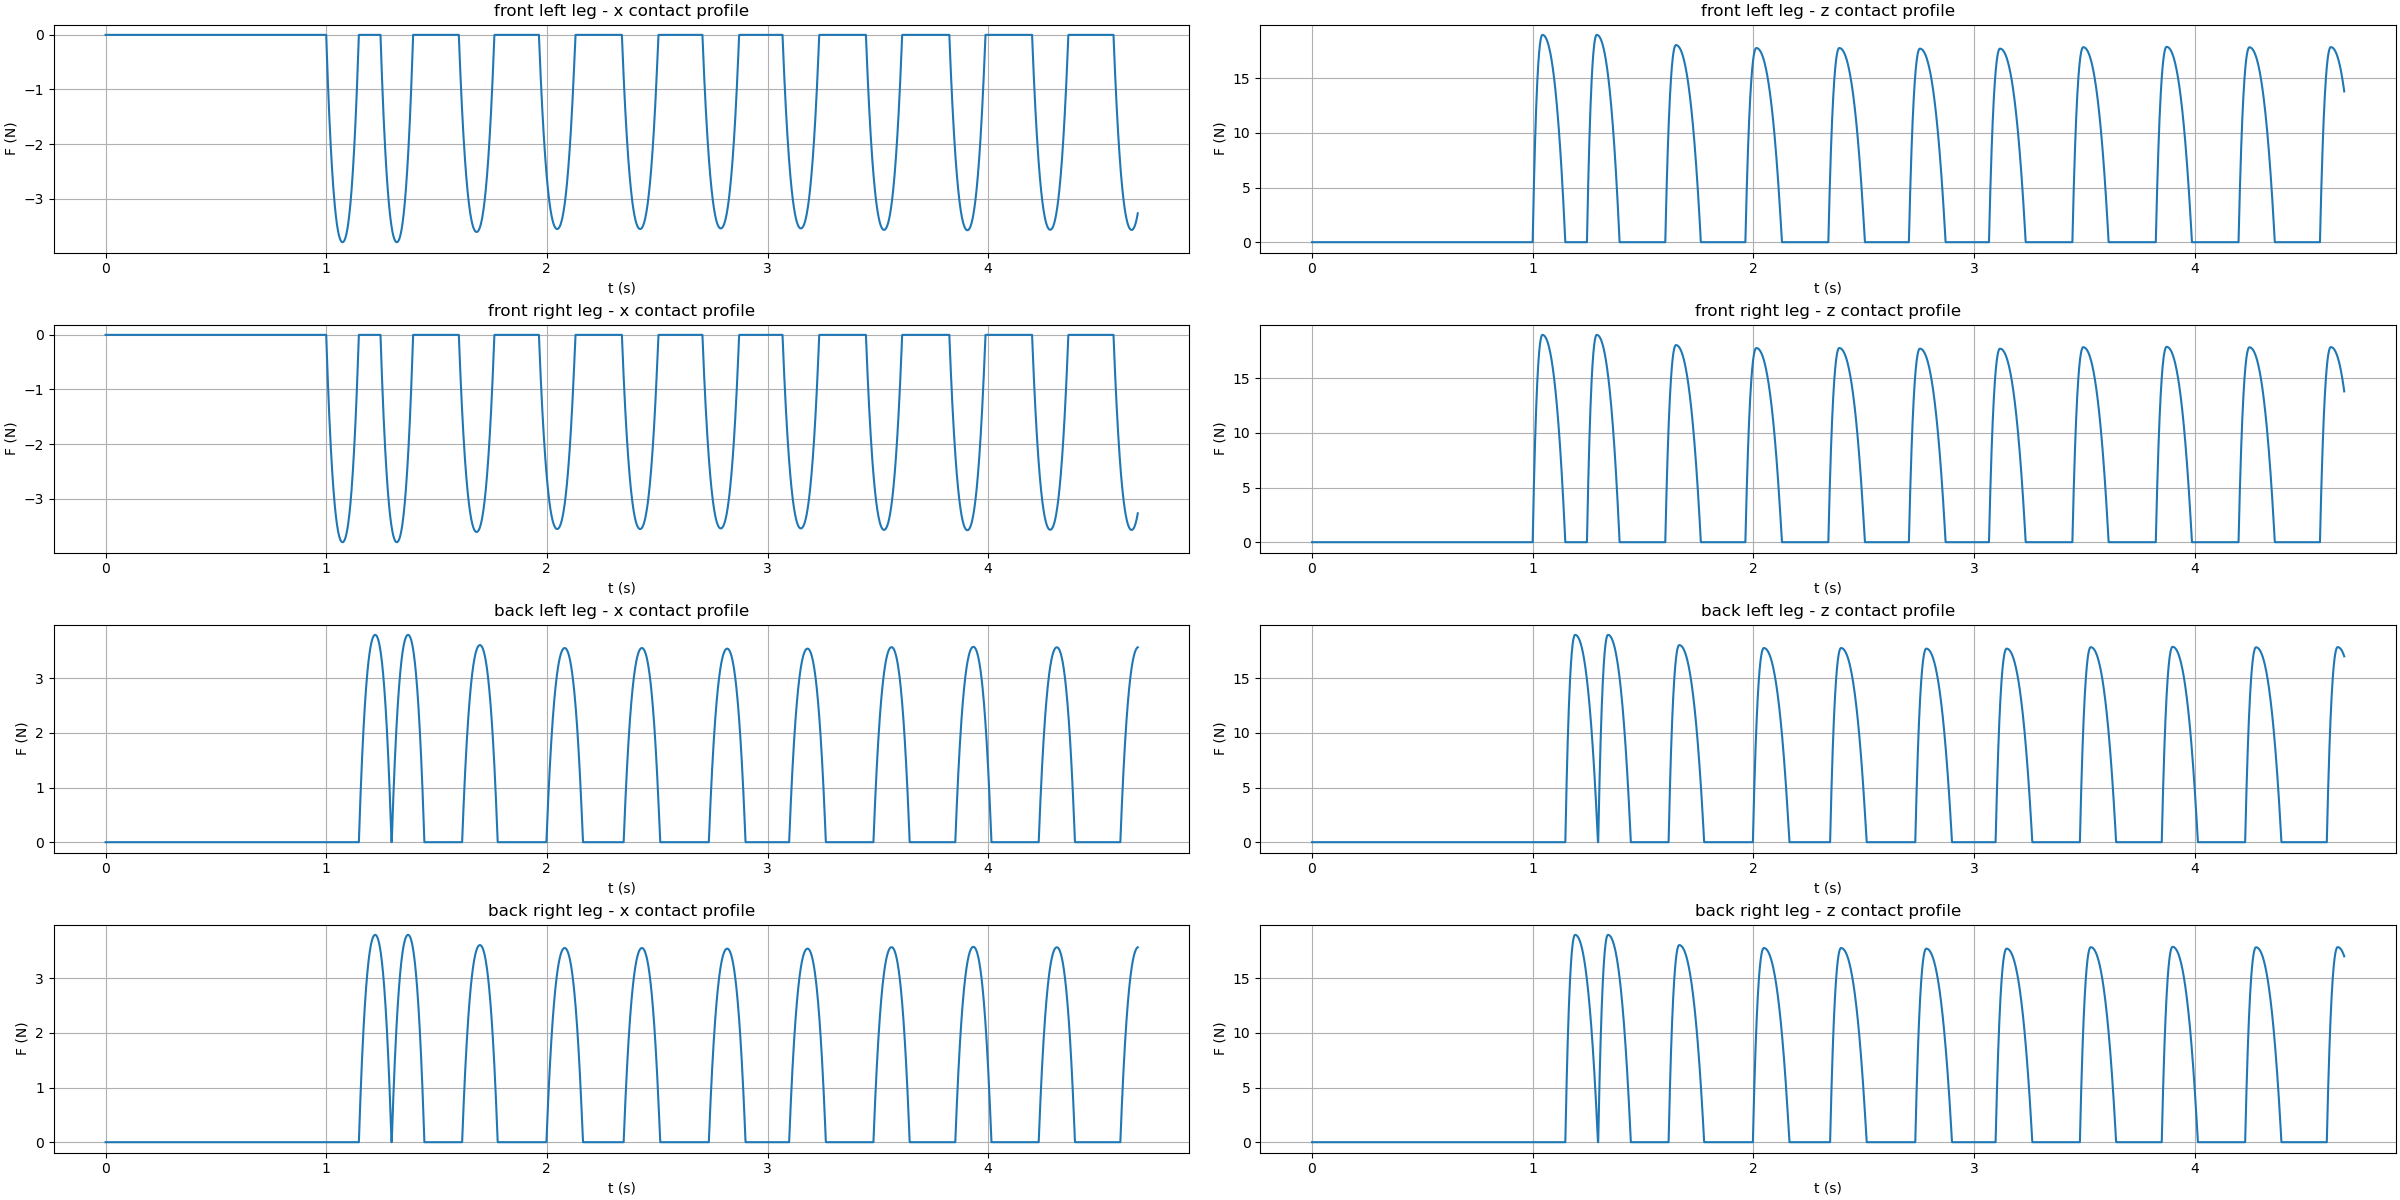 front left leg - x contact profile
F (N)
0
−1
−2
−3
0 1 2 3 4
t (s)
front left leg - z contact profile
F (N)
15
10
5
0
0 1 2 3 4
t (s)
front right leg - x contact profile
F (N)
0
−1
−2
−3
0 1 2 3 4
t (s)
front right leg - z contact profile
F (N)
15
10
5
0
0 1 2 3 4
t (s)
back left leg - x contact profile
F (N)
3
2
1
0
0 1 2 3 4
t (s)
back left leg - z contact profile
F (N)
15
10
5
0
0 1 2 3 4
t (s)
back right leg - x contact profile
F (N)
3
2
1
0
0 1 2 3 4
t (s)
back right leg - z contact profile
F (N)
15
10
5
0
0 1 2 3 4
t (s)